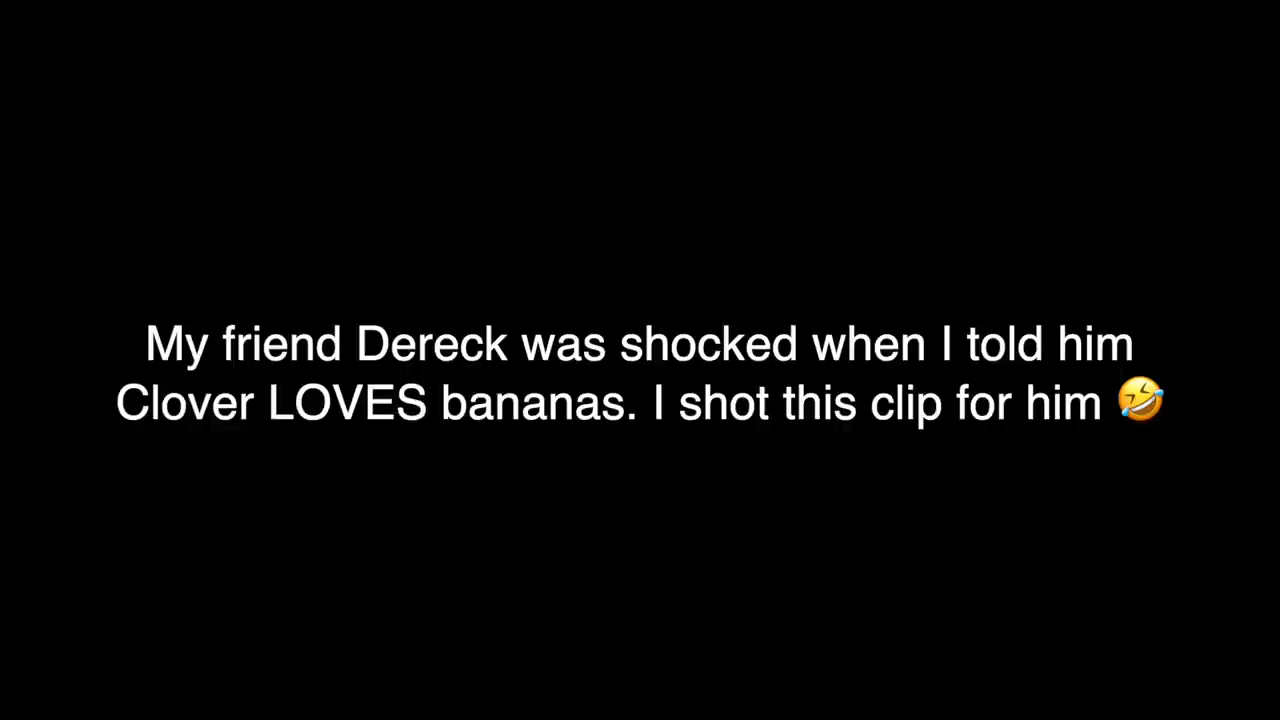 My friend Dereck was shocked when I told him
Clover LOVES bananas. I shot this clip for him 🤣